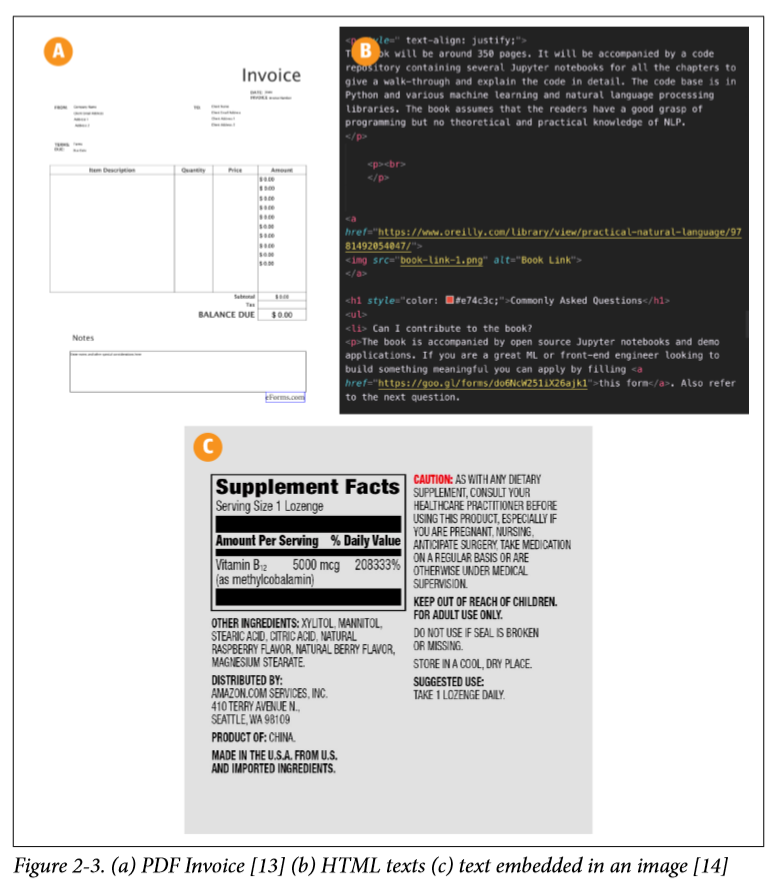 A
Invoice
DATE:
INVOICE
FROM: Company Name
TO: Client Name
Address 1
Address 2
TERMS:
DUE:
Item Description Quantity Price Amount
$ 0.00
$ 0.00
$ 0.00
$ 0.00
$ 0.00
$ 0.00
$ 0.00
$ 0.00
$ 0.00
$ 0.00
Subtotal $ 0.00
Tax
BALANCE DUE $ 0.00
Notes
eForms.com
B
text-align: justify;">
will be around 350 pages. It will be accompanied by a code
repository containing several Jupyter notebooks for all the chapters to
give a walk-through and explain the code in detail. The code base is in
Python and various machine learning and natural language processing
libraries. The book assumes that the readers have a good grasp of
programming but no theoretical and practical knowledge of NLP.
</p>
<p><br>
</p>
<a
href="https://www.oreilly.com/library/view/practical-natural-language/97
81492054047/">
<img src="book-link-1.png" alt="Book Link">
</a>
<h1 style="color: #e74c3c;">Commonly Asked Questions</h1>
<ul>
<li> Can I contribute to the book?
<p>The book is accompanied by open source Jupyter notebooks and demo
applications. If you are a great ML or front-end engineer looking to
build something meaningful you can apply by filling <a
href="https://goo.gl/forms/do6NcW251iX26ajk1">this form</a>. Also refer
to the next question.
C
Supplement Facts
Serving Size 1 Lozenge
Amount Per Serving % Daily Value
Vitamin B₁₂ 5000 mcg 208333%
(as methylcobalamin)
OTHER INGREDIENTS: XYLITOL, MANNITOL,
STEARIC ACID, CITRIC ACID, NATURAL
RASPBERRY FLAVOR, NATURAL BERRY FLAVOR,
MAGNESIUM STEARATE.
DISTRIBUTED BY:
AMAZON.COM SERVICES, INC.
410 TERRY AVENUE N.,
SEATTLE, WA 98109
PRODUCT OF: CHINA.
MADE IN THE U.S.A. FROM U.S.
AND IMPORTED INGREDIENTS.
CAUTION: AS WITH ANY DIETARY
SUPPLEMENT, CONSULT YOUR
HEALTHCARE PRACTITIONER BEFORE
USING THIS PRODUCT, ESPECIALLY IF
YOU ARE PREGNANT, NURSING,
ANTICIPATE SURGERY, TAKE MEDICATION
ON A REGULAR BASIS OR ARE
OTHERWISE UNDER MEDICAL
SUPERVISION.
KEEP OUT OF REACH OF CHILDREN.
FOR ADULT USE ONLY.
DO NOT USE IF SEAL IS BROKEN
OR MISSING.
STORE IN A COOL, DRY PLACE.
SUGGESTED USE:
TAKE 1 LOZENGE DAILY.
Figure 2-3. (a) PDF Invoice [13] (b) HTML texts (c) text embedded in an image [14]